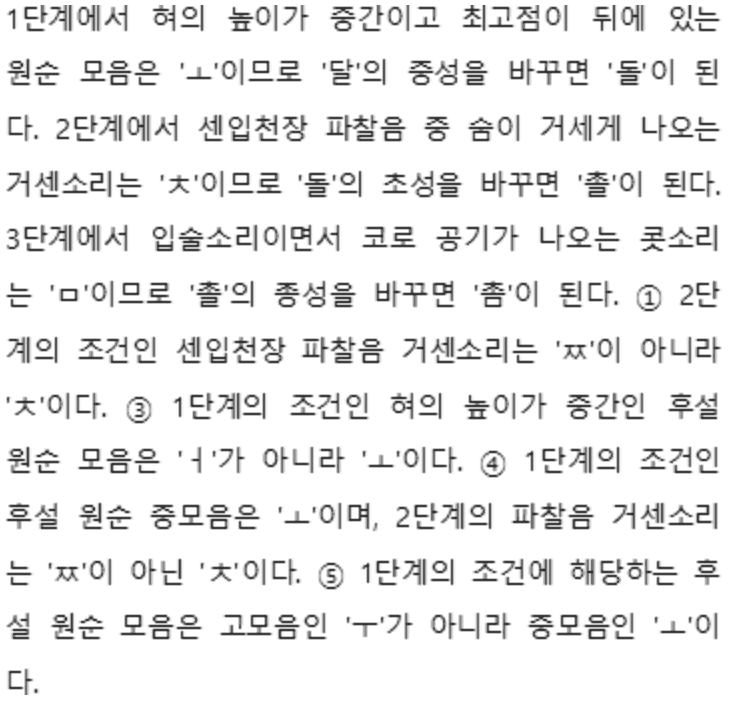 1단계에서 혀의 높이가 중간이고 최고점이 뒤에 있는
원순 모음은 'ㅗ'이므로 '달'의 중성을 바꾸면 '돌'이 된
다. 2단계에서 센입천장 파찰음 중 숨이 거세게 나오는
거센소리는 'ㅊ'이므로 '돌'의 초성을 바꾸면 '촐'이 된다.
3단계에서 입술소리이면서 코로 공기가 나오는 콧소리
는 'ㅁ'이므로 '촐'의 종성을 바꾸면 '촘'이 된다. ① 2단
계의 조건인 센입천장 파찰음 거센소리는 'ㅉ'이 아니라
'ㅊ'이다. ③ 1단계의 조건인 혀의 높이가 중간인 후설
원순 모음은 'ㅓ'가 아니라 'ㅗ'이다. ④ 1단계의 조건인
후설 원순 중모음은 'ㅗ'이며, 2단계의 파찰음 거센소리
는 'ㅉ'이 아닌 'ㅊ'이다. ⑤ 1단계의 조건에 해당하는 후
설 원순 모음은 고모음인 'ㅜ'가 아니라 중모음인 'ㅗ'이
다.